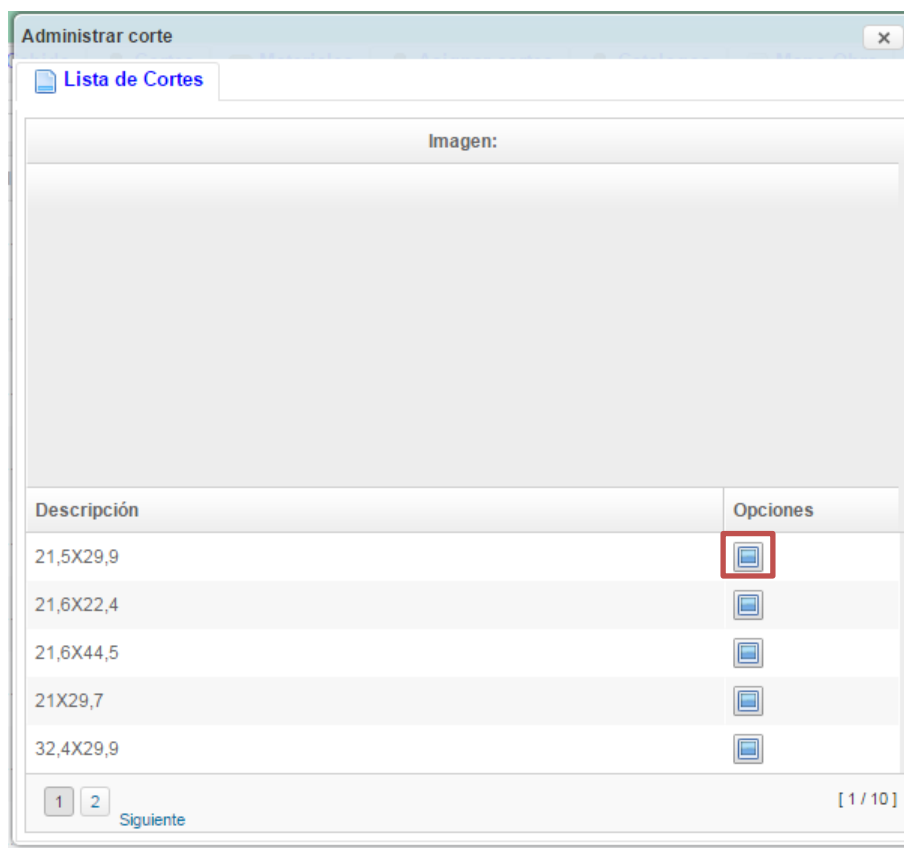 Administrar corte
Lista de Cortes
Imagen:
Descripción Opciones
21,5X29,9
21,6X22,4
21,6X44,5
21X29,7
32,4X29,9
1 2 Siguiente [ 1 / 10 ]